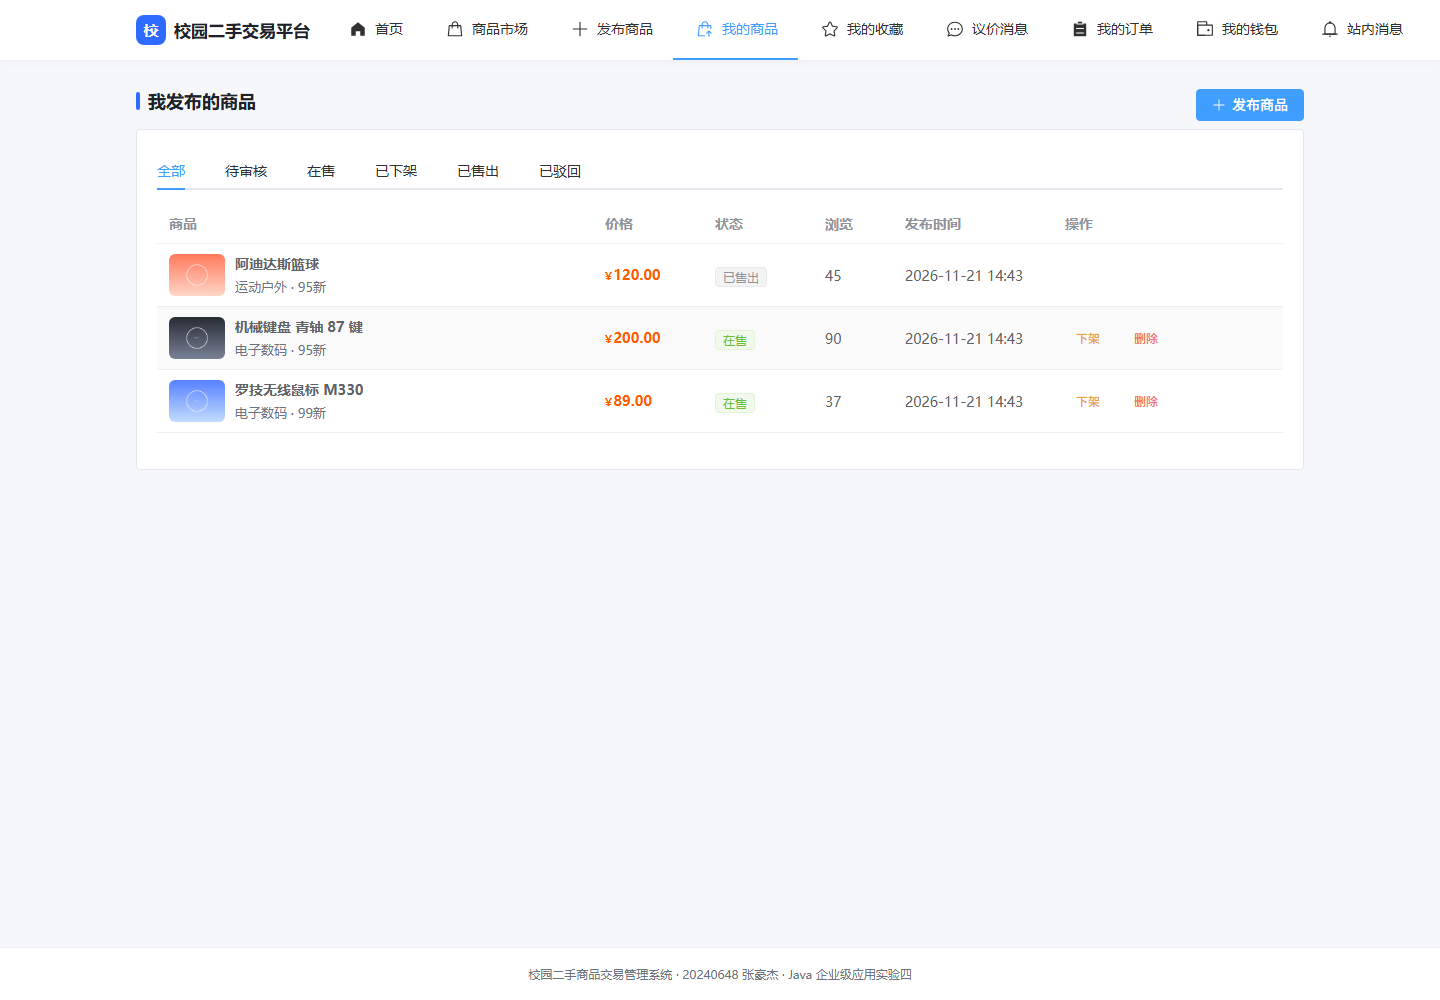 校 校园二手交易平台 首页 商品市场 发布商品 我的商品 我的收藏 议价消息 我的订单 我的钱包 站内消息
我发布的商品
发布商品
全部 待审核 在售 已下架 已售出 已驳回
商品 价格 状态 浏览 发布时间 操作
阿迪达斯篮球
运动户外 · 95新
¥120.00 已售出 45 2026-11-21 14:43
机械键盘 青轴 87 键
电子数码 · 95新
¥200.00 在售 90 2026-11-21 14:43 下架 删除
罗技无线鼠标 M330
电子数码 · 99新
¥89.00 在售 37 2026-11-21 14:43 下架 删除
校园二手商品交易管理系统 · 20240648 张豪杰 · Java 企业级应用实验四